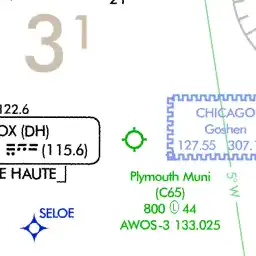 31
122.6
OX (DH)
(115.6)
E HAUTE
CHICAGO
Goshen
127.55 307.
5° W
Plymouth Muni
(C65)
800 Ⓛ 44
AWOS-3 133.025
SELOE